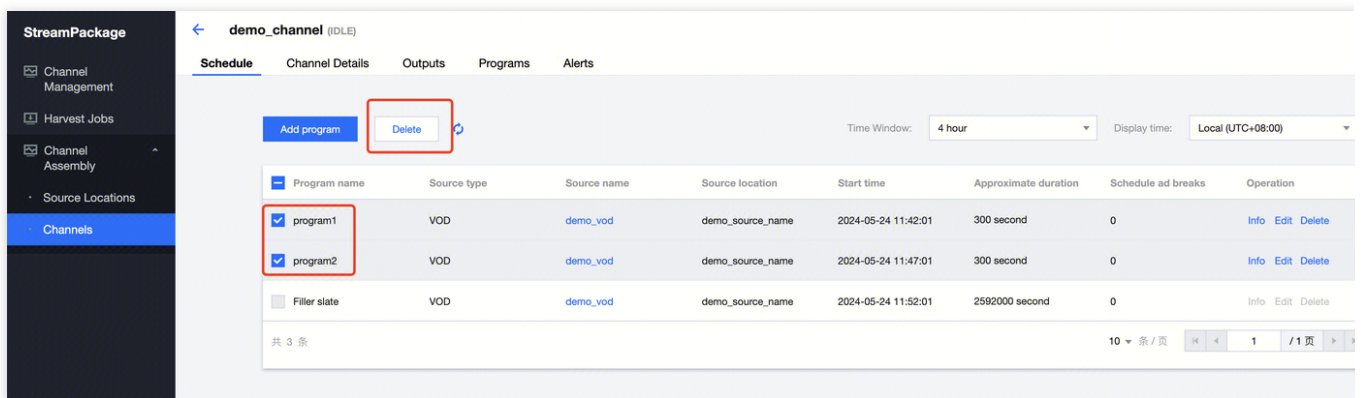 StreamPackage
Channel
Management
Harvest Jobs
Channel
Assembly
Source Locations
Channels
demo_channel (IDLE)
Schedule Channel Details Outputs Programs Alerts
Add program Delete Time Window: 4 hour Display time: Local (UTC+08:00)
Program name Source type Source name Source location Start time Approximate duration Schedule ad breaks Operation
program1 VOD demo_vod demo_source_name 2024-05-24 11:42:01 300 second 0 Info Edit Delete
program2 VOD demo_vod demo_source_name 2024-05-24 11:47:01 300 second 0 Info Edit Delete
Filler slate VOD demo_vod demo_source_name 2024-05-24 11:52:01 2592000 second 0 Info Edit Delete
共 3 条 10 条 / 页 1 / 1 页